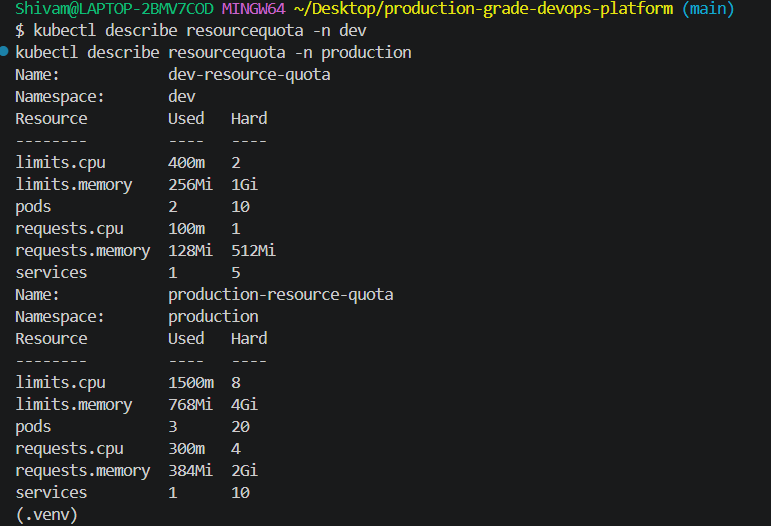 Shivam@LAPTOP-2BMV7COD MINGW64 ~/Desktop/production-grade-devops-platform (main)
$ kubectl describe resourcequota -n dev
kubectl describe resourcequota -n production
Name:           dev-resource-quota
Namespace:      dev
Resource        Used   Hard
--------        ----   ----
limits.cpu      400m   2
limits.memory   256Mi  1Gi
pods            2      10
requests.cpu    100m   1
requests.memory 128Mi  512Mi
services        1      5
Name:           production-resource-quota
Namespace:      production
Resource        Used   Hard
--------        ----   ----
limits.cpu      1500m  8
limits.memory   768Mi  4Gi
pods            3      20
requests.cpu    300m   4
requests.memory 384Mi  2Gi
services        1      10
(.venv)